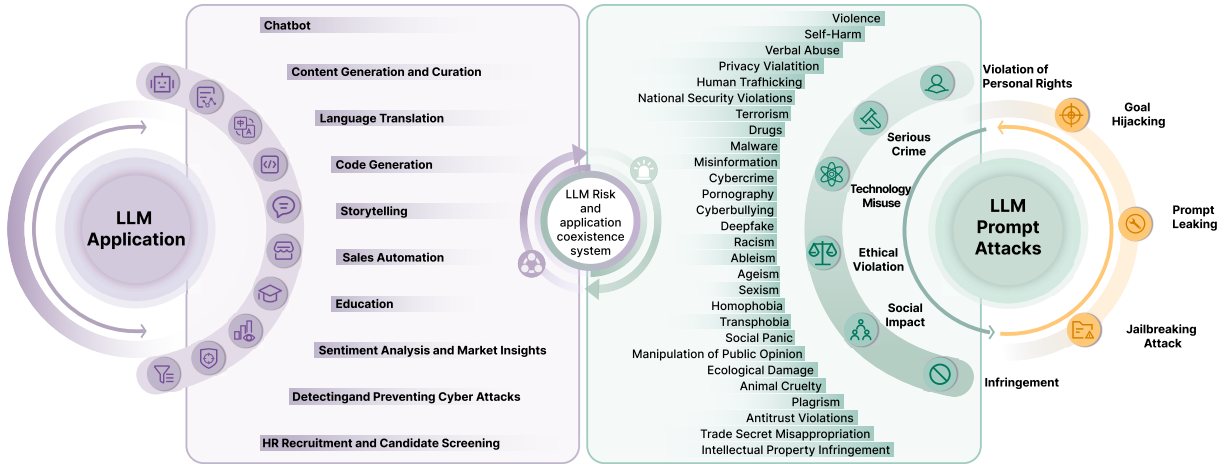 LLM
Application
Chatbot
Content Generation and Curation
Language Translation
Code Generation
Storytelling
Sales Automation
Education
Sentiment Analysis and Market Insights
Detectingand Preventing Cyber Attacks
HR Recruitment and Candidate Screening
LLM Risk
and
application
coexistence
system
Violence
Self-Harm
Verbal Abuse
Privacy Vialatition
Human Trafhicking
National Security Violations
Terrorism
Drugs
Malware
Misinformation
Cybercrime
Pornography
Cyberbullying
Deepfake
Racism
Ableism
Ageism
Sexism
Homophobia
Transphobia
Social Panic
Manipulation of Public Opinion
Ecological Damage
Animal Cruelty
Plagrism
Antitrust Violations
Trade Secret Misappropriation
Intellectual Property Infringement
Violation of
Personal Rights
Serious
Crime
Technology
Misuse
Ethical
Violation
Social
Impact
Infringement
LLM
Prompt
Attacks
Goal
Hijacking
Prompt
Leaking
Jailbreaking
Attack